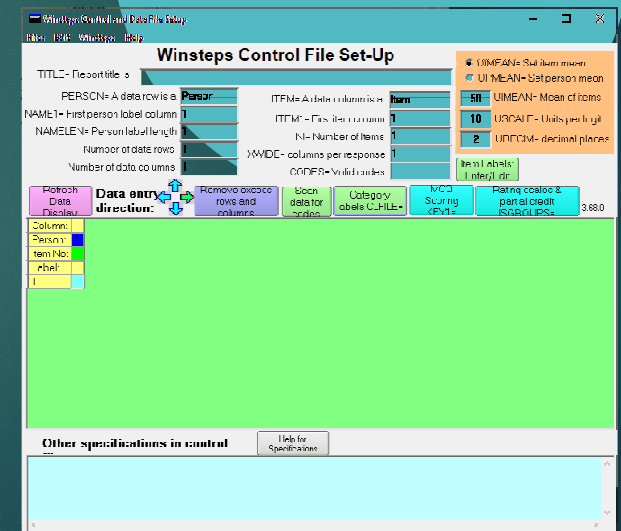 Winsteps Control and Data File Setup
Files Edit Winsteps Help
Winsteps Control File Set-Up
TITLE= Report title is
PERSON= A data row is a Person
NAME1= First person label column 1
NAMELEN= Person label length 1
Number of data rows 1
Number of data columns 1
ITEM= A data column is a Item
ITEM1= First item column 1
NI= Number of Items 1
XWIDE= columns per response 1
CODES= Valid codes
UIMEAN= Set item mean
UPMEAN= Set person mean
50 UIMEAN= Mean of items
10 USCALE= Units per logit
2 UDECIM= decimal places
Item Labels:
Enter/Edit
Refresh
Data
Display
Data entry
direction:
Remove excess
rows and
columns
Scan
data for
codes
Category
Labels CLFILE=
MCQ
Scoring
KEY1=
Rating scales &
partial credit
ISGROUPS=
3.68.0
Column:
Person:
Item No:
Label:
1
Other specifications in control
Help for
Specifications